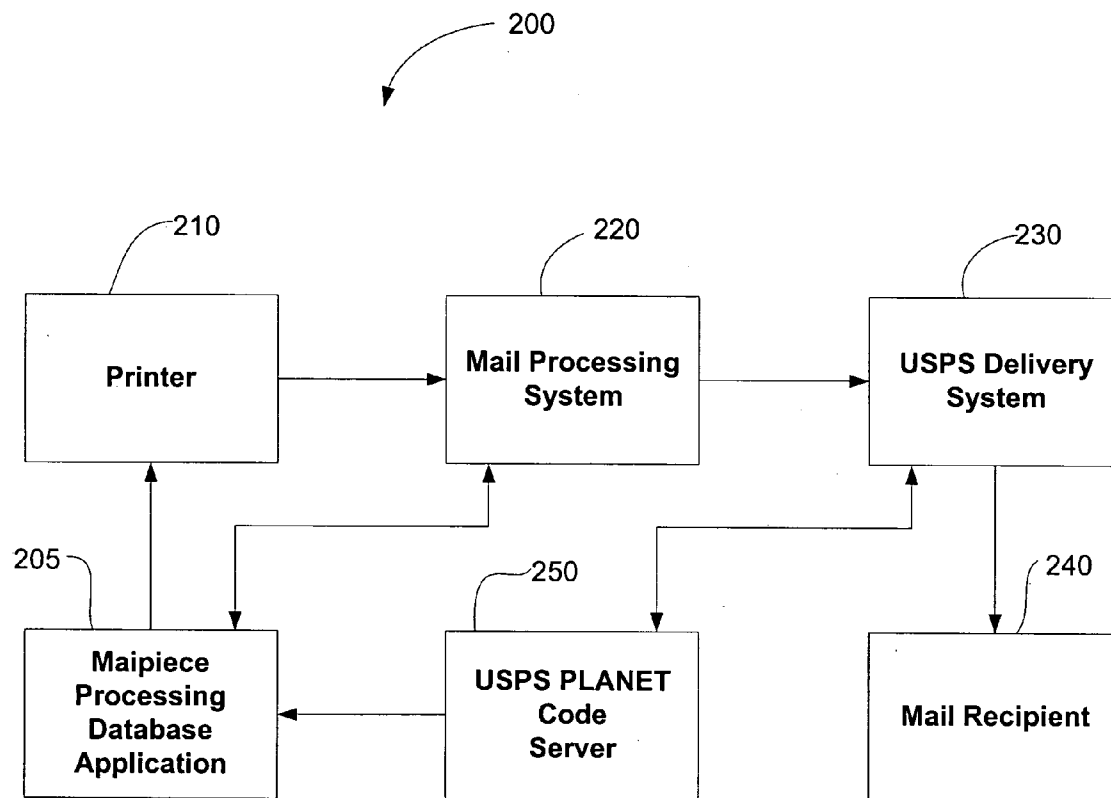 200
210
220
230
Printer
Mail Processing
System
USPS Delivery
System
205
250
240
Maipiece
Processing
Database
Application
USPS PLANET
Code
Server
Mail Recipient